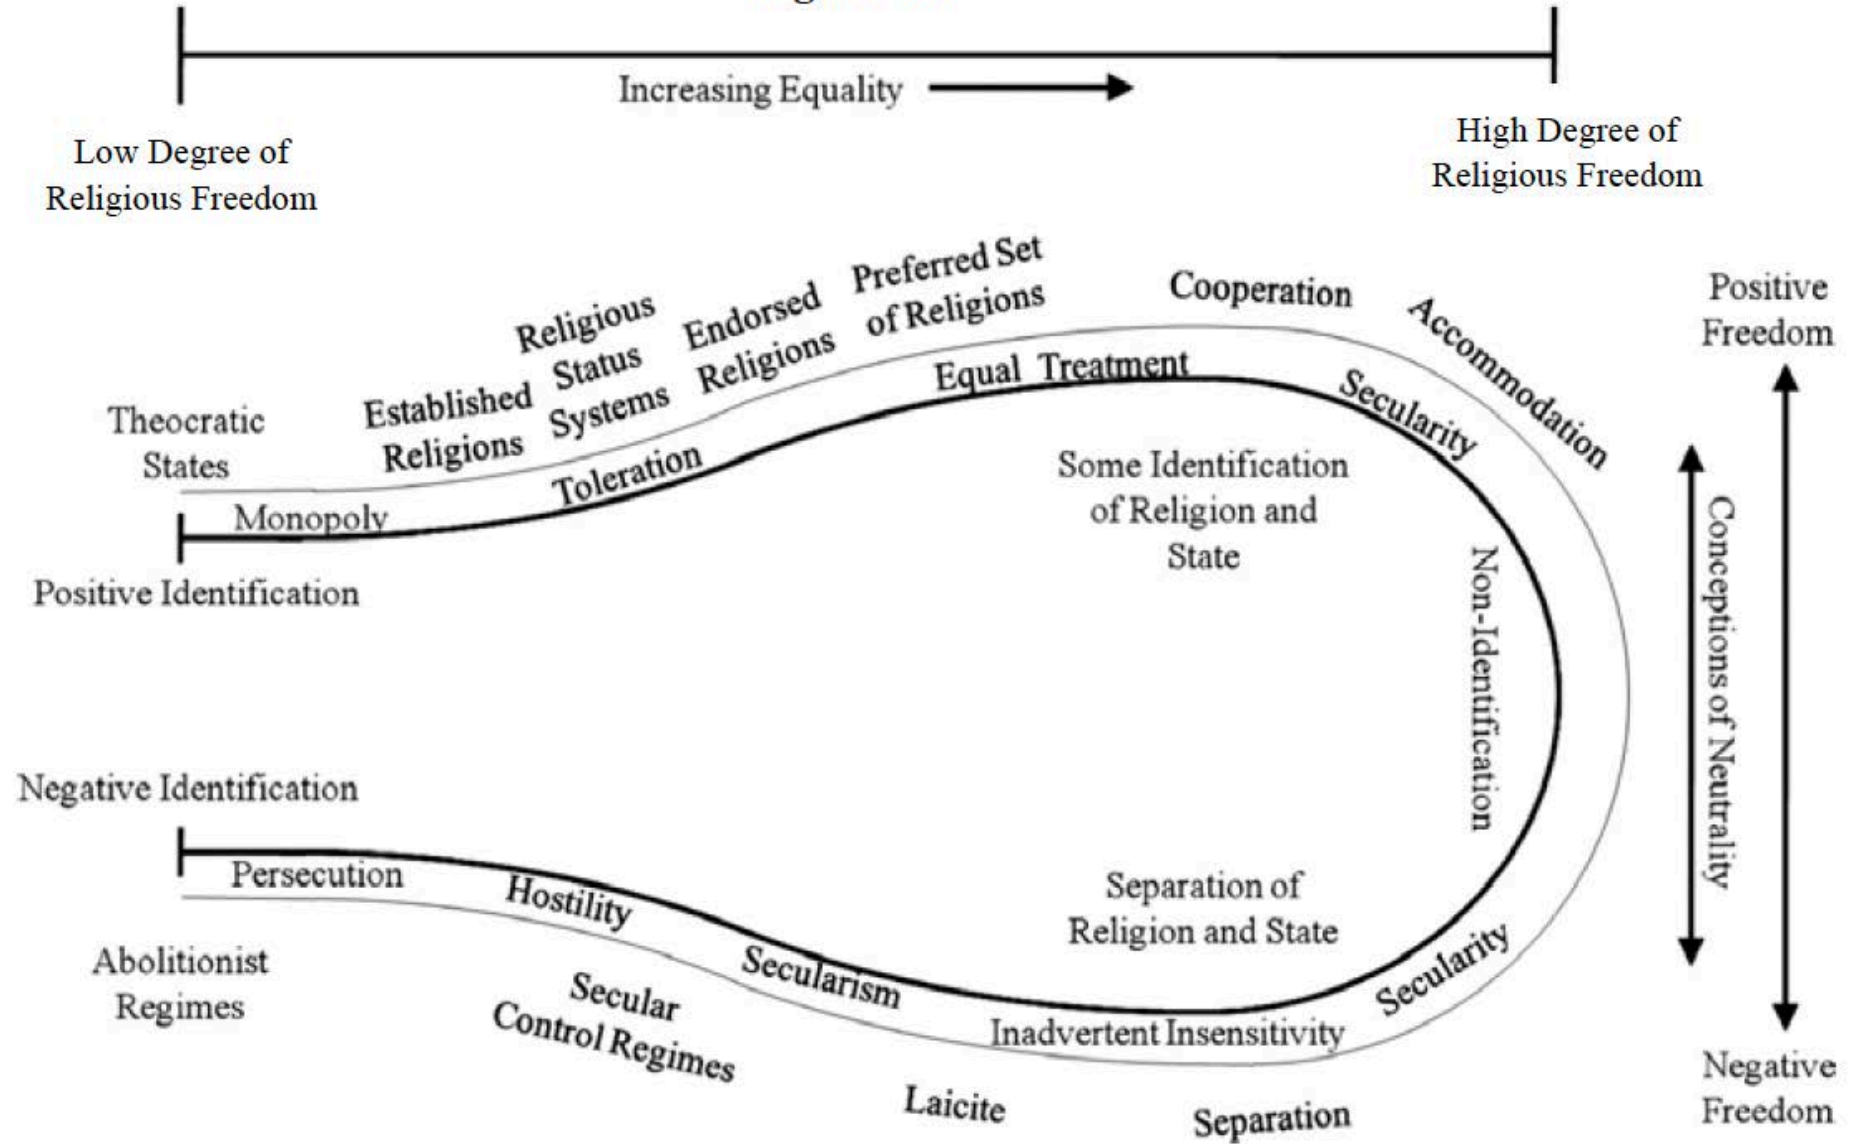 Increasing Equality
Low Degree of
Religious Freedom
High Degree of
Religious Freedom
Theocratic
States
Established
Religions
Religious
Status
Systems
Endorsed
Religions
Preferred Set
of Religions
Cooperation
Accommodation
Positive
Freedom
Monopoly
Toleration
Equal Treatment
Secularity
Positive Identification
Some Identification
of Religion and
State
Non-Identification
Conceptions of Neutrality
Negative Identification
Persecution
Hostility
Secularism
Inadvertent Insensitivity
Secularity
Separation of
Religion and State
Abolitionist
Regimes
Secular
Control Regimes
Laicite
Separation
Negative
Freedom